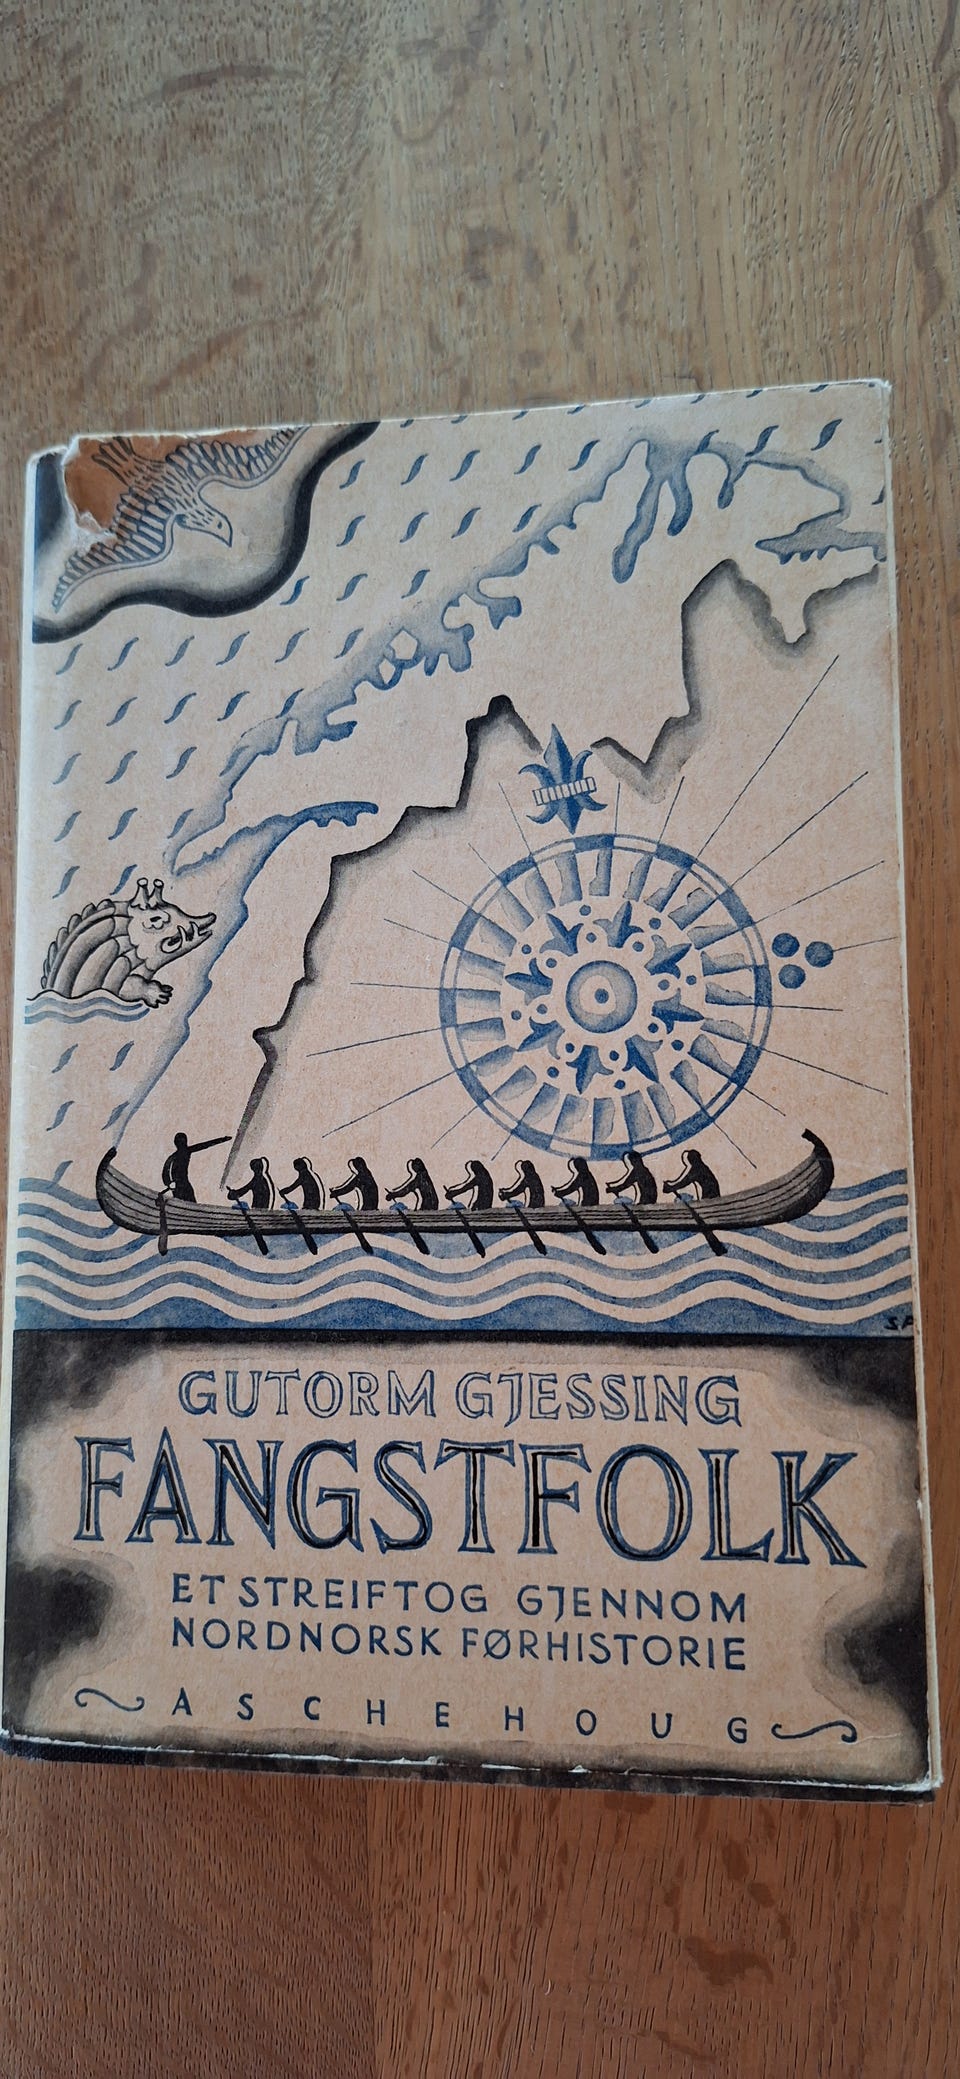 GUTORM GJESSING
FANGSTFOLK
ET STREIFTOG GJENNOM
NORDNORSK FØRHISTORIE
ASCHEHOUG